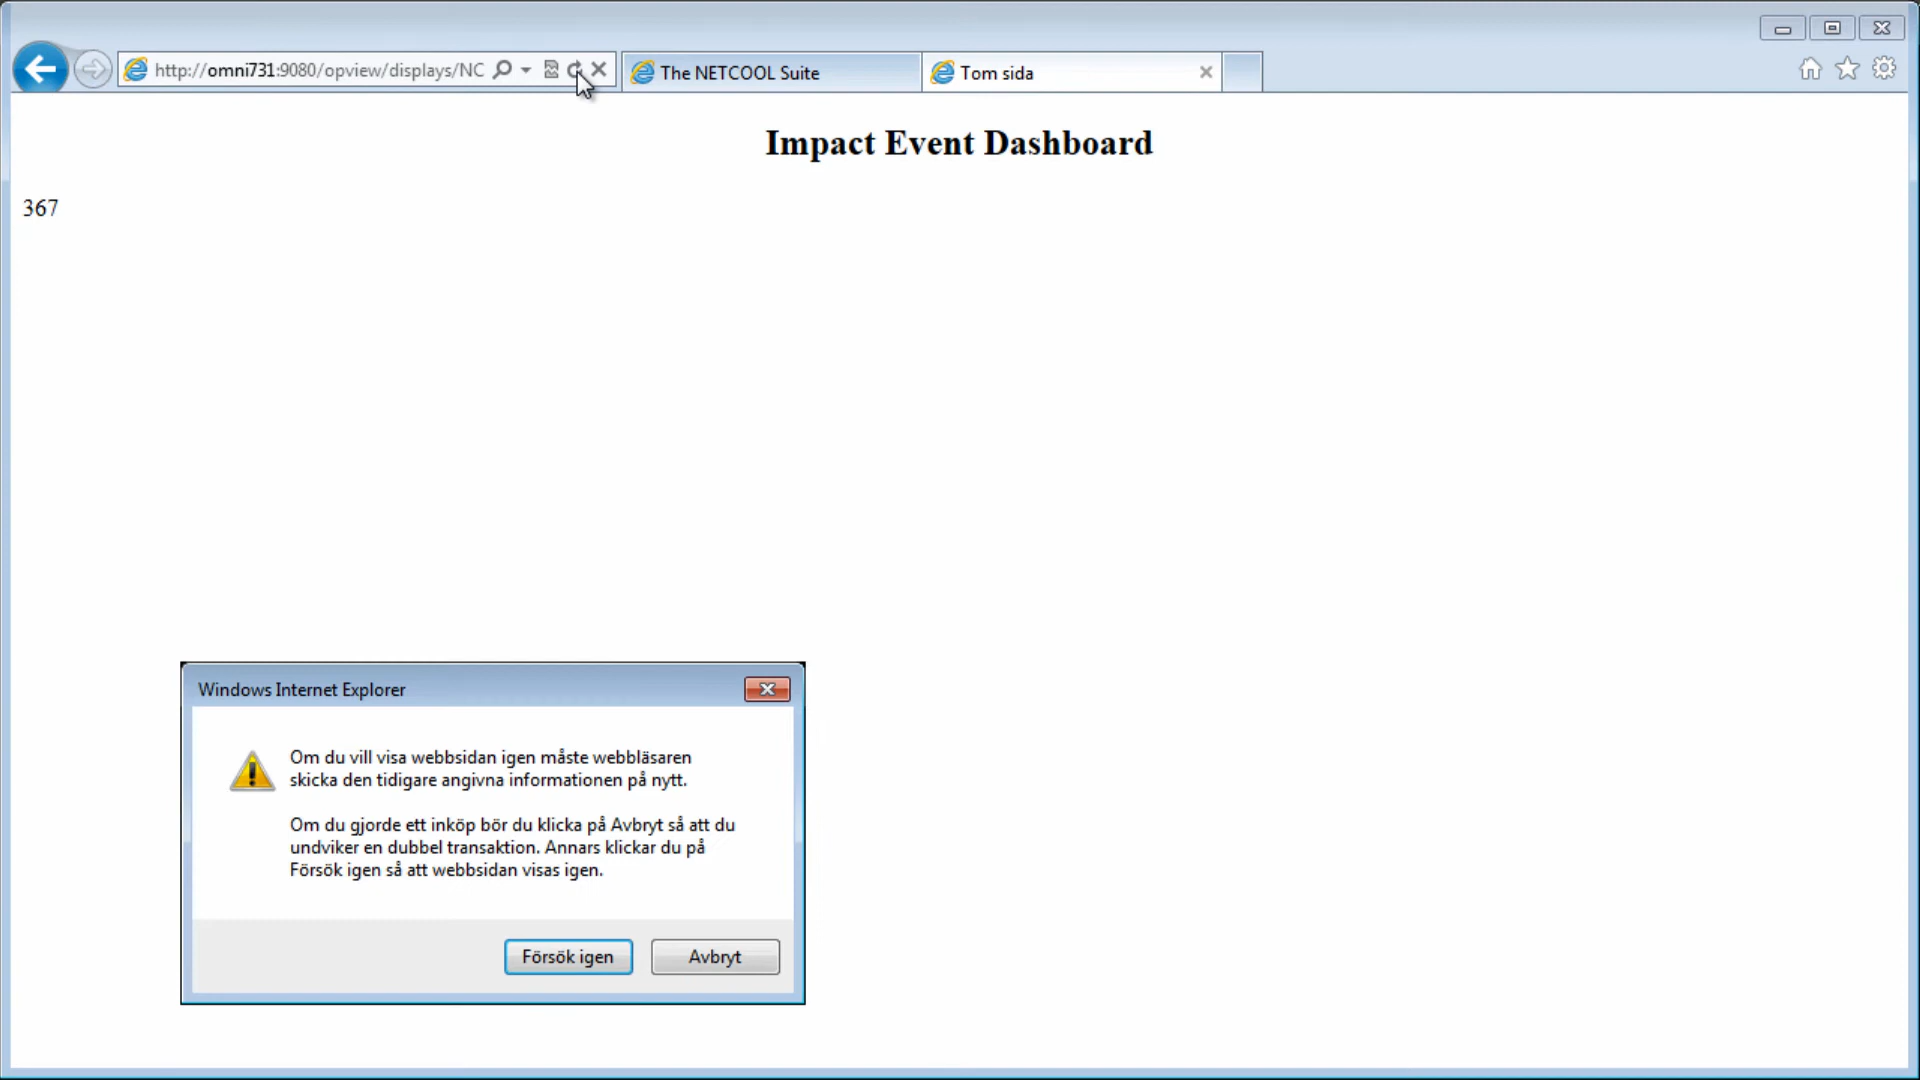 http://omni731:9080/opview/displays/NC
The NETCOOL Suite
Tom sida
Impact Event Dashboard
367
Windows Internet Explorer
Om du vill visa webbsidan igen måste webbläsaren
skicka den tidigare angivna informationen på nytt.
Om du gjorde ett inköp bör du klicka på Avbryt så att du
undviker en dubbel transaktion. Annars klickar du på
Försök igen så att webbsidan visas igen.
Försök igen
Avbryt